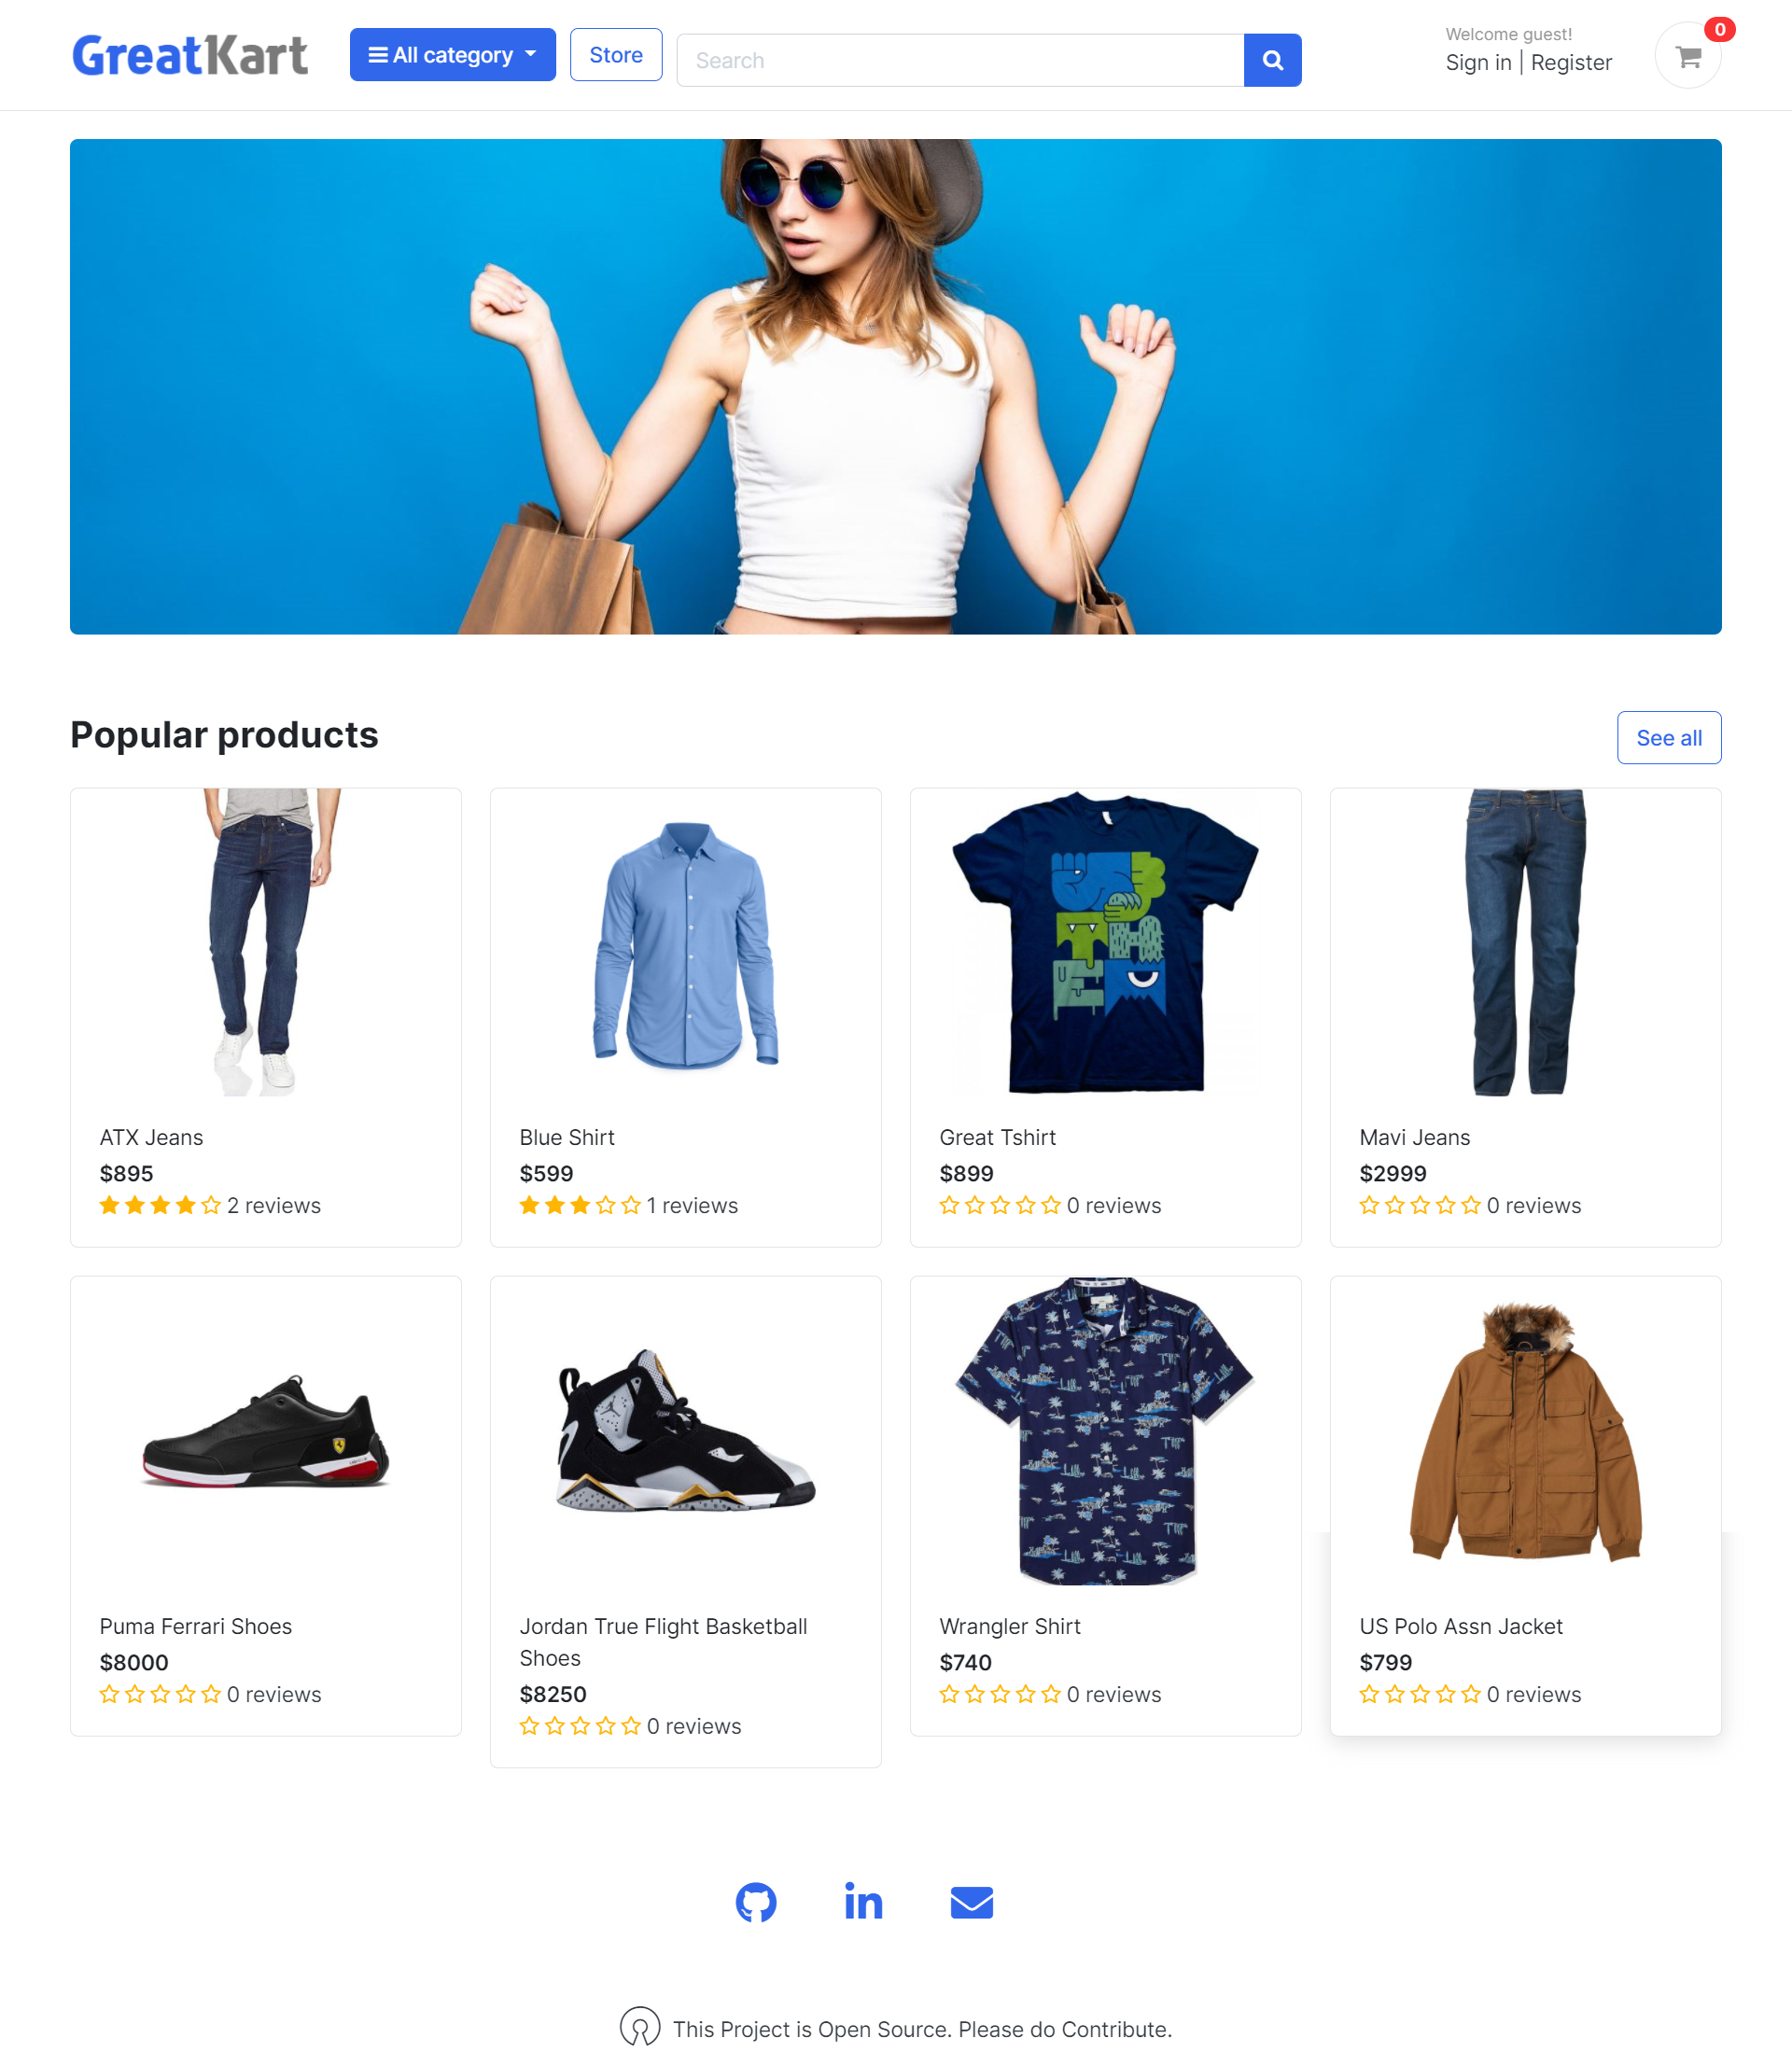 GreatKart
All category
Store
Search
Welcome guest!
Sign in | Register
0
Popular products
See all
ATX Jeans
$895
2 reviews
Blue Shirt
$599
1 reviews
Great Tshirt
$899
0 reviews
Mavi Jeans
$2999
0 reviews
Puma Ferrari Shoes
$8000
0 reviews
Jordan True Flight Basketball
Shoes
$8250
0 reviews
Wrangler Shirt
$740
0 reviews
US Polo Assn Jacket
$799
0 reviews
in
This Project is Open Source. Please do Contribute.